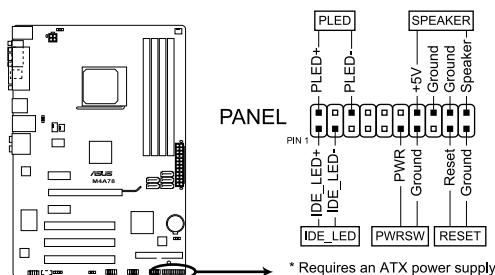 PLED
SPEAKER
PLED+
PLED-
+5V
Ground
Ground
Speaker
PANEL
PIN 1
IDE_LED+
IDE_LED-
PWR
Ground
Reset
Ground
IDE_LED
PWRSW
RESET
* Requires an ATX power supply
ASUS
M4A78